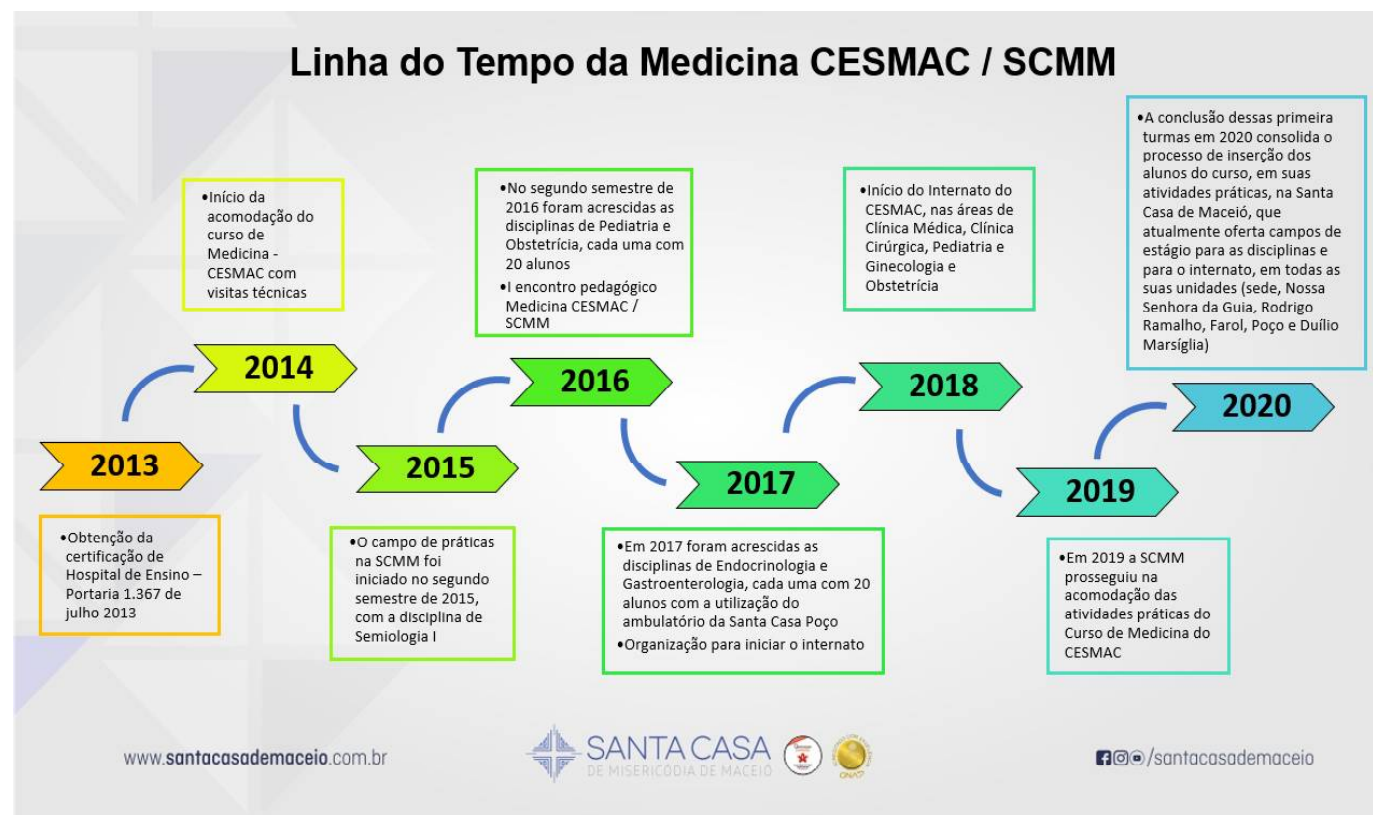 Linha do Tempo da Medicina CESMAC / SCMM
2013
•Obtenção da
certificação de
Hospital de Ensino –
Portaria 1.367 de
julho 2013
•Início da
acomodação do
curso de
Medicina -
CESMAC com
visitas técnicas
2014
2015
•O campo de práticas
na SCMM foi
iniciado no segundo
semestre de 2015,
com a disciplina de
Semiologia I
•No segundo semestre de
2016 foram acrescidas as
disciplinas de Pediatria e
Obstetrícia, cada uma com
20 alunos
•I encontro pedagógico
Medicina CESMAC /
SCMM
2016
2017
•Em 2017 foram acrescidas as
disciplinas de Endocrinologia e
Gastroenterologia, cada uma com 20
alunos com a utilização do
ambulatório da Santa Casa Poço
•Organização para iniciar o internato
•Início do Internato do
CESMAC, nas áreas de
Clínica Médica, Clínica
Cirúrgica, Pediatria e
Ginecologia e
Obstetrícia
2018
2019
•Em 2019 a SCMM
prosseguiu na
acomodação das
atividades práticas do
Curso de Medicina do
CESMAC
•A conclusão dessas primeira
turmas em 2020 consolida o
processo de inserção dos
alunos do curso, em suas
atividades práticas, na Santa
Casa de Maceió, que
atualmente oferta campos de
estágio para as disciplinas e
para o internato, em todas as
suas unidades (sede, Nossa
Senhora da Guia, Rodrigo
Ramalho, Farol, Poço e Duílio
Marsíglia)
2020
www.santacasademaceio.com.br
SANTA CASA
DE MISERICÓDIA DE MACEIÓ
/santacasademaceio